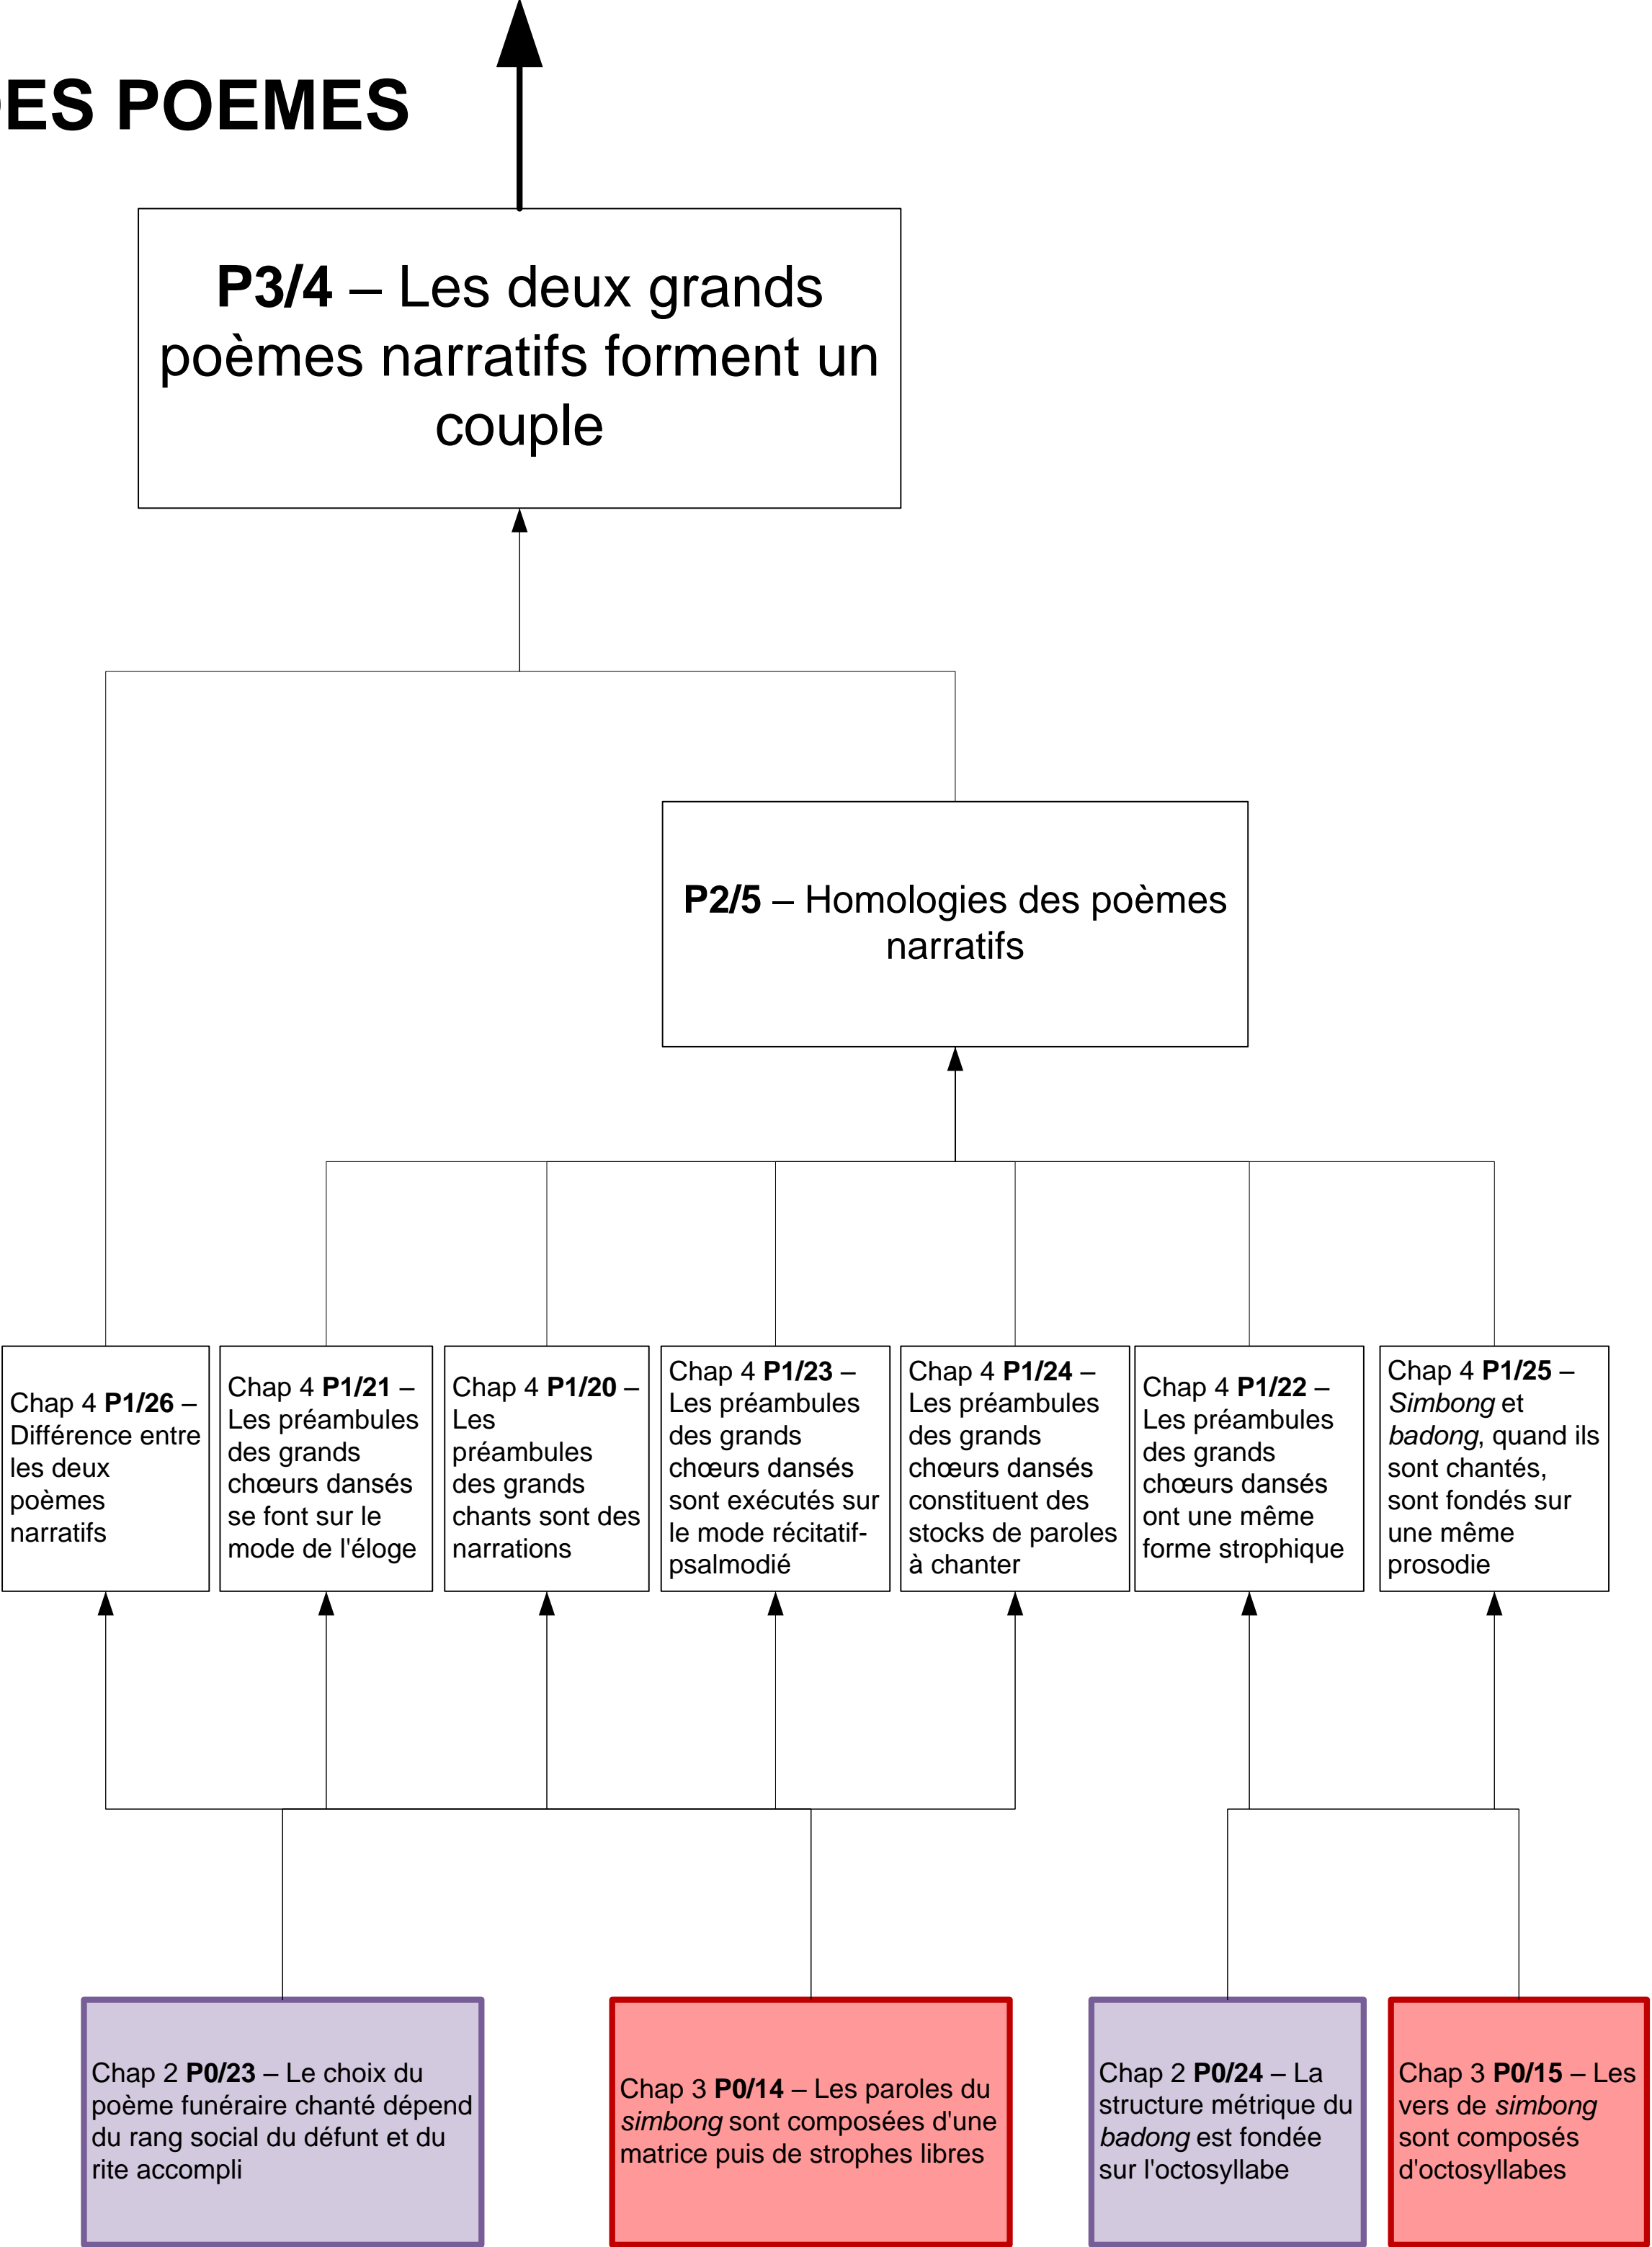 DES POEMES
P3/4 – Les deux grands
poèmes narratifs forment un
couple
P2/5 – Homologies des poèmes
narratifs
Chap 4 P1/26 –
Différence entre
les deux
poèmes
narratifs
Chap 4 P1/21 –
Les préambules
des grands
chœurs dansés
se font sur le
mode de l'éloge
Chap 4 P1/20 –
Les
préambules
des grands
chants sont des
narrations
Chap 4 P1/23 –
Les préambules
des grands
chœurs dansés
sont exécutés sur
le mode récitatif-
psalmodié
Chap 4 P1/24 –
Les préambules
des grands
chœurs dansés
constituent des
stocks de paroles
à chanter
Chap 4 P1/22 –
Les préambules
des grands
chœurs dansés
ont une même
forme strophique
Chap 4 P1/25 –
Simbong et
badong, quand ils
sont chantés,
sont fondés sur
une même
prosodie
Chap 2 P0/23 – Le choix du
poème funéraire chanté dépend
du rang social du défunt et du
rite accompli
Chap 3 P0/14 – Les paroles du
simbong sont composées d'une
matrice puis de strophes libres
Chap 2 P0/24 – La
structure métrique du
badong est fondée
sur l'octosyllabe
Chap 3 P0/15 – Les
vers de simbong
sont composés
d'octosyllabes